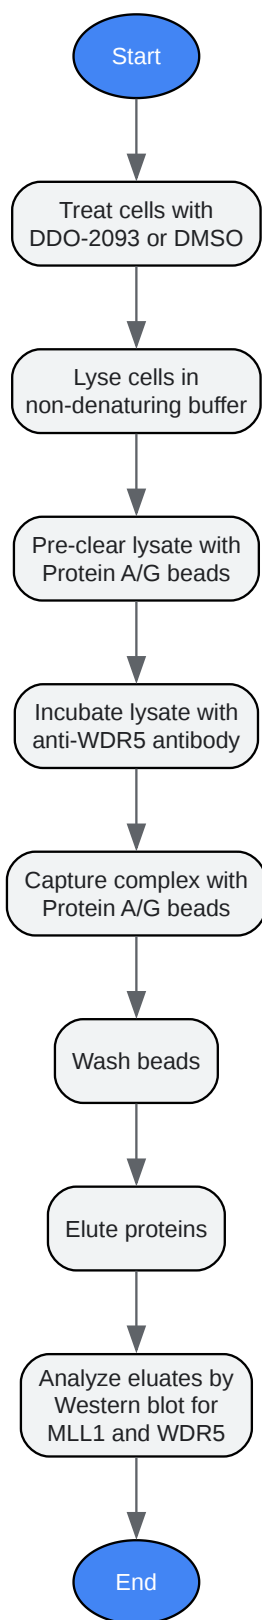 Start
Treat cells with
DDO-2093 or DMSO
Lyse cells in
non-denaturing buffer
Pre-clear lysate with
Protein A/G beads
Incubate lysate with
anti-WDR5 antibody
Capture complex with
Protein A/G beads
Wash beads
Elute proteins
Analyze eluates by
Western blot for
MLL1 and WDR5
End